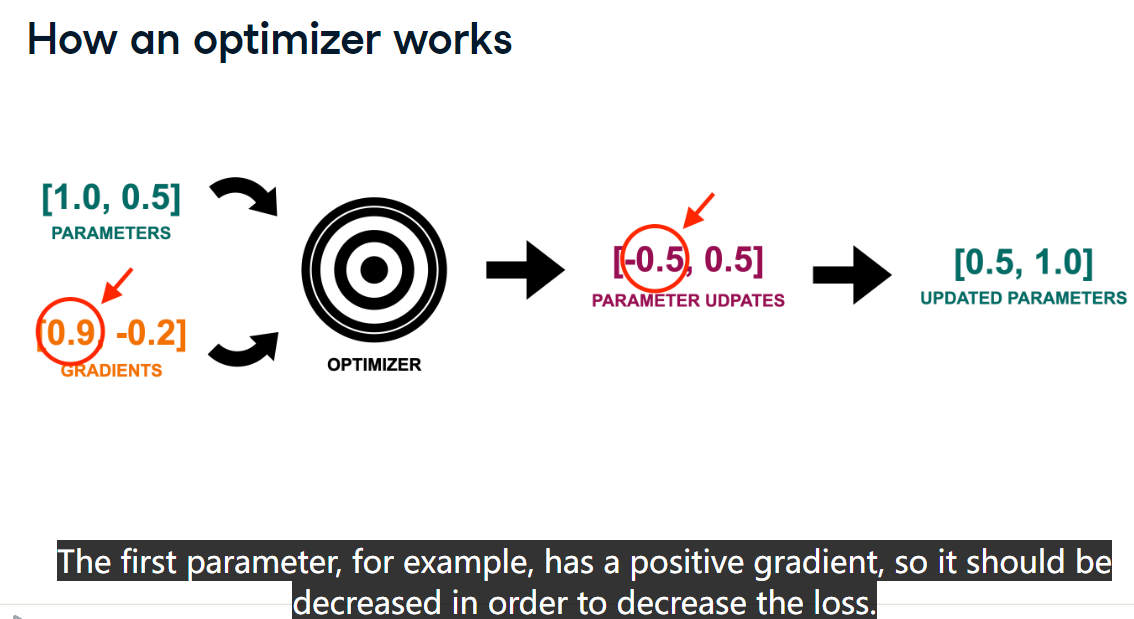 How an optimizer works
[1.0, 0.5]
PARAMETERS
[0.9, -0.2]
GRADIENTS
OPTIMIZER
[-0.5, 0.5]
PARAMETER UDPATES
[0.5, 1.0]
UPDATED PARAMETERS
The first parameter, for example, has a positive gradient, so it should be
decreased in order to decrease the loss.